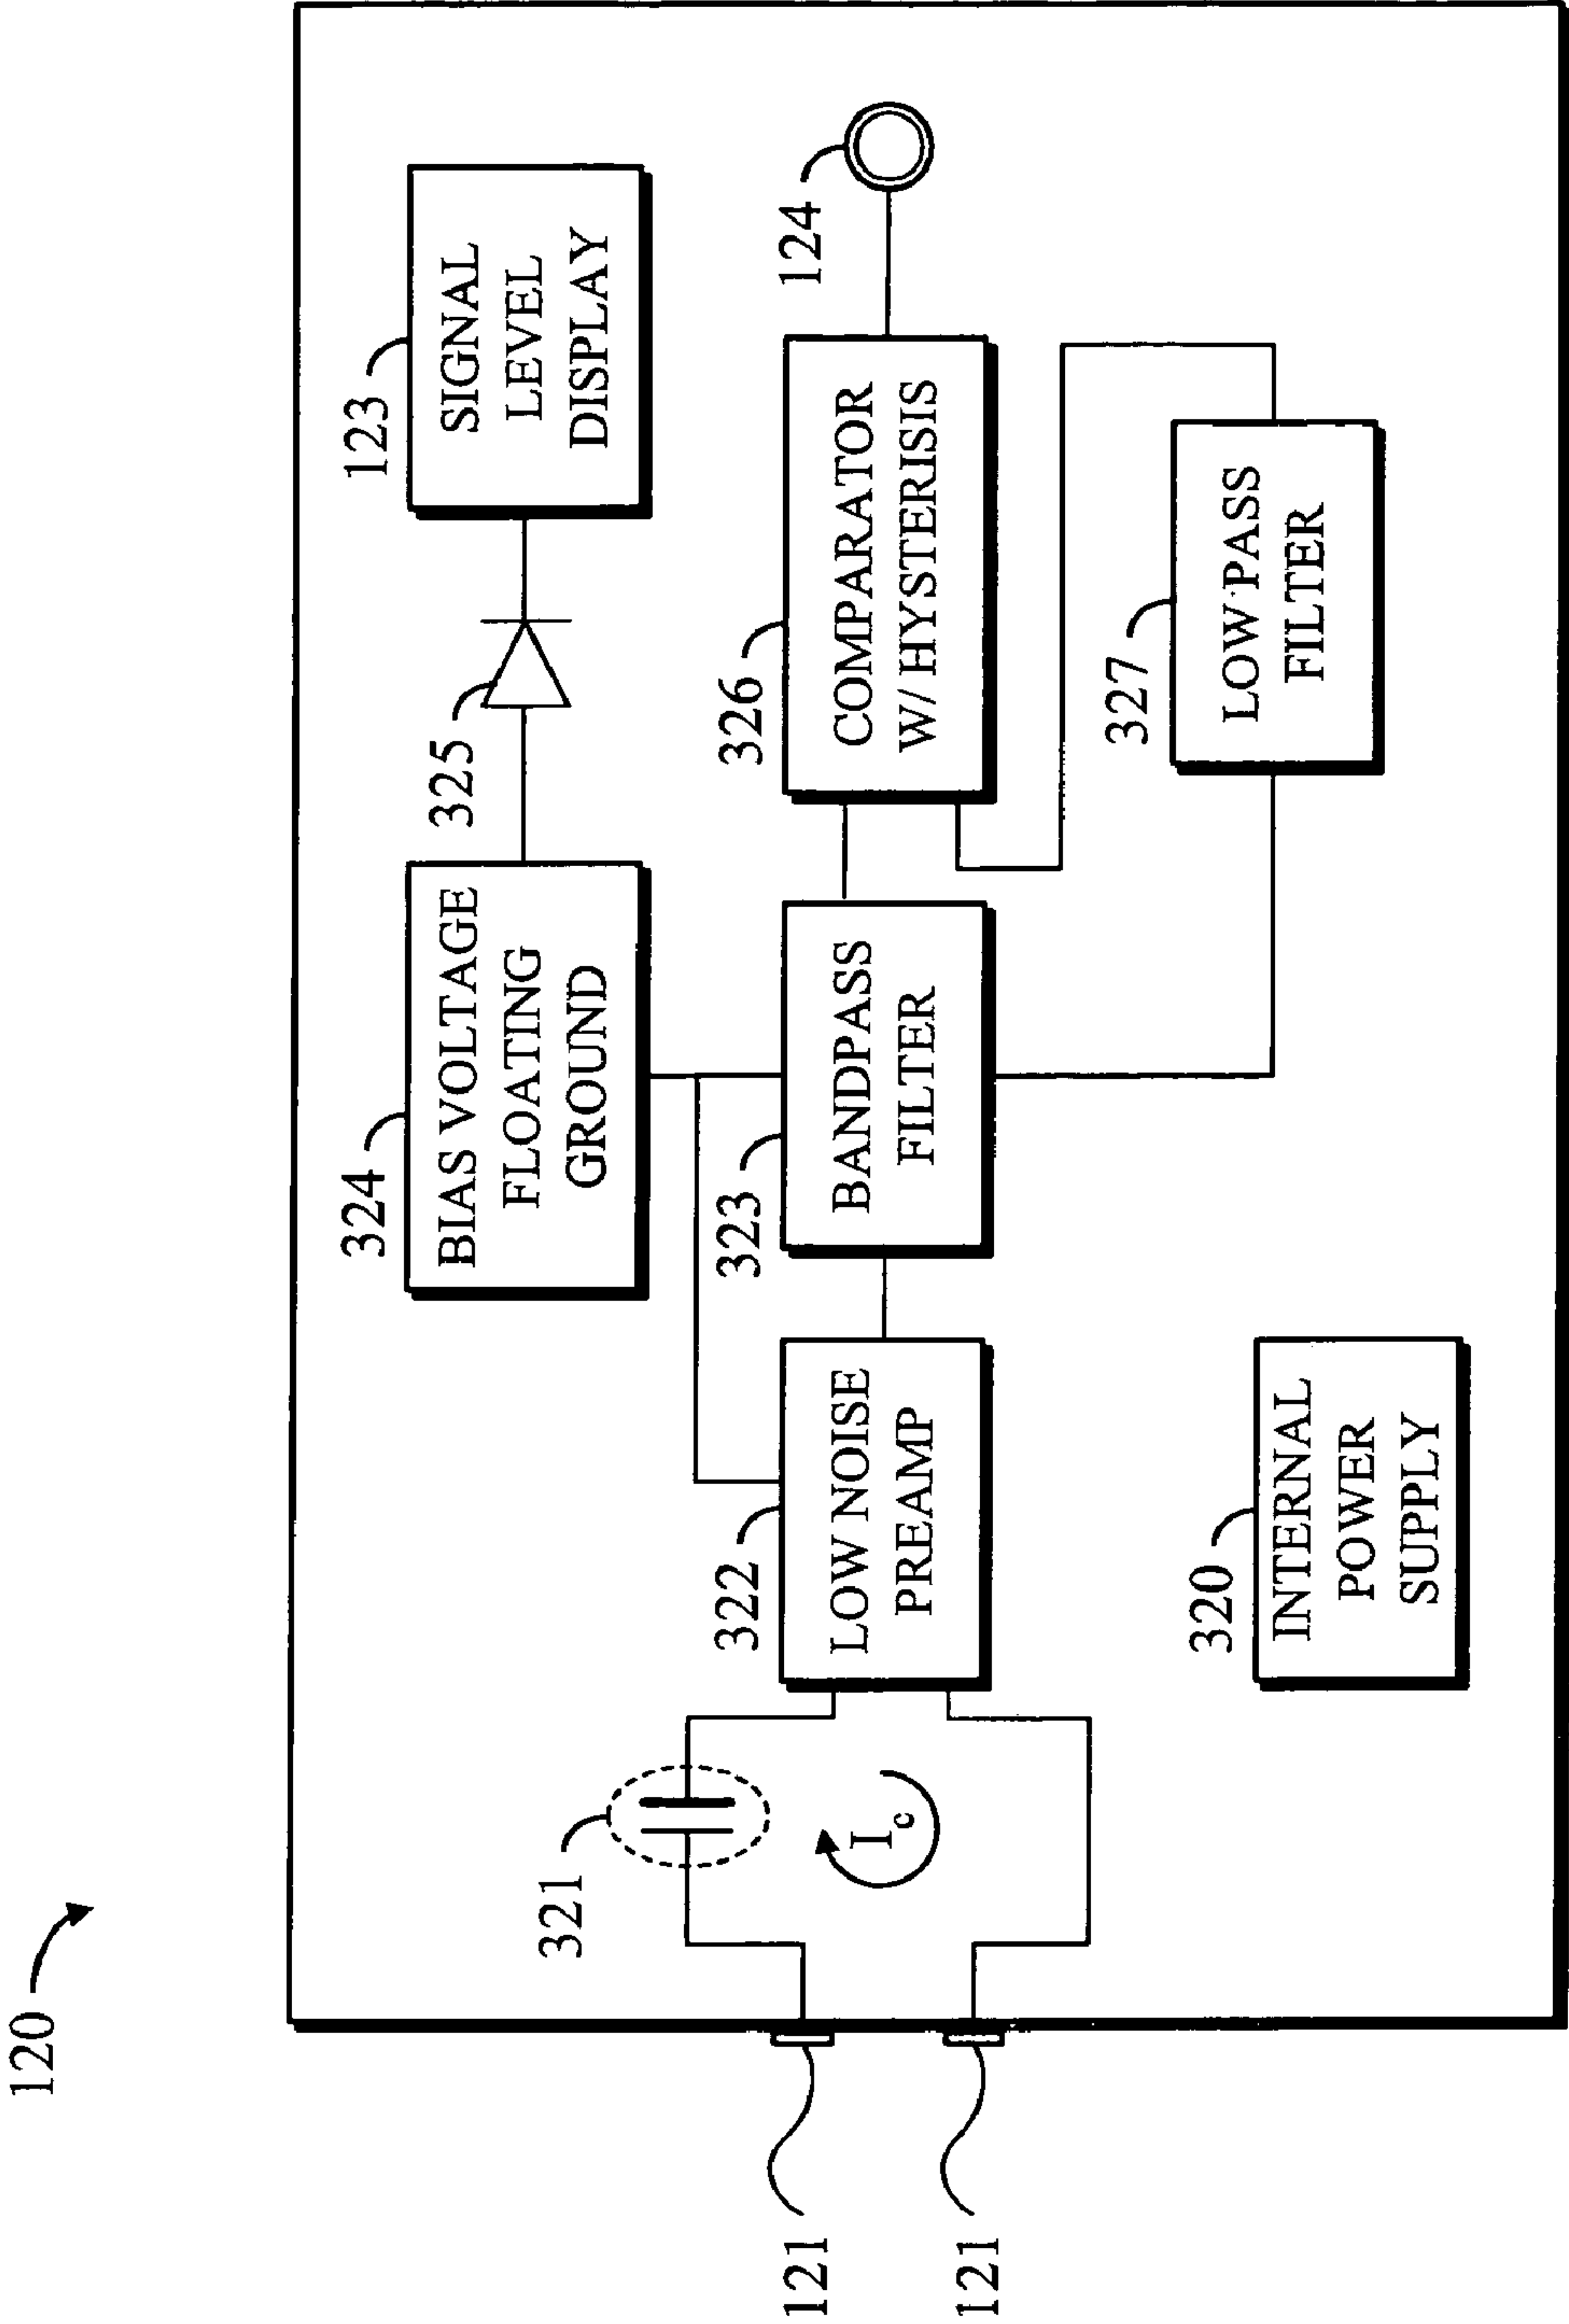 120
123
SIGNAL
LEVEL
DISPLAY
325
324
BIAS VOLTAGE
FLOATING
GROUND
124
326
COMPARATOR
W/ HYSTERISIS
323
BANDPASS
FILTER
322
LOW NOISE
PREAMP
321
I c
121
121
327
LOW PASS
FILTER
320
INTERNAL
POWER
SUPPLY